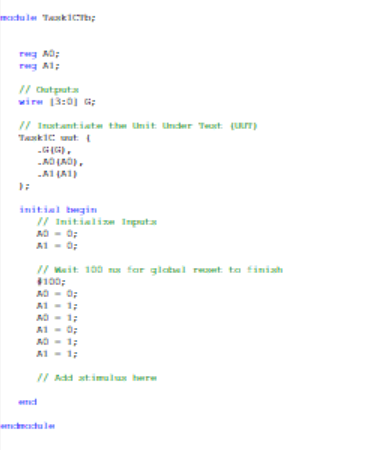 module Task1CTb;
reg A0;
reg A1;
// Outputs
wire [3:0] G;
// Instantiate the Unit Under Test (UUT)
Task1C uut (
.G(G),
.A0(A0),
.A1(A1)
);
initial begin
// Initialize Inputs
A0 = 0;
A1 = 0;
// Wait 100 ns for global reset to finish
#100;
A0 = 0;
A1 = 1;
A0 = 1;
A1 = 0;
A0 = 1;
A1 = 1;
// Add stimulus here
end
endmodule